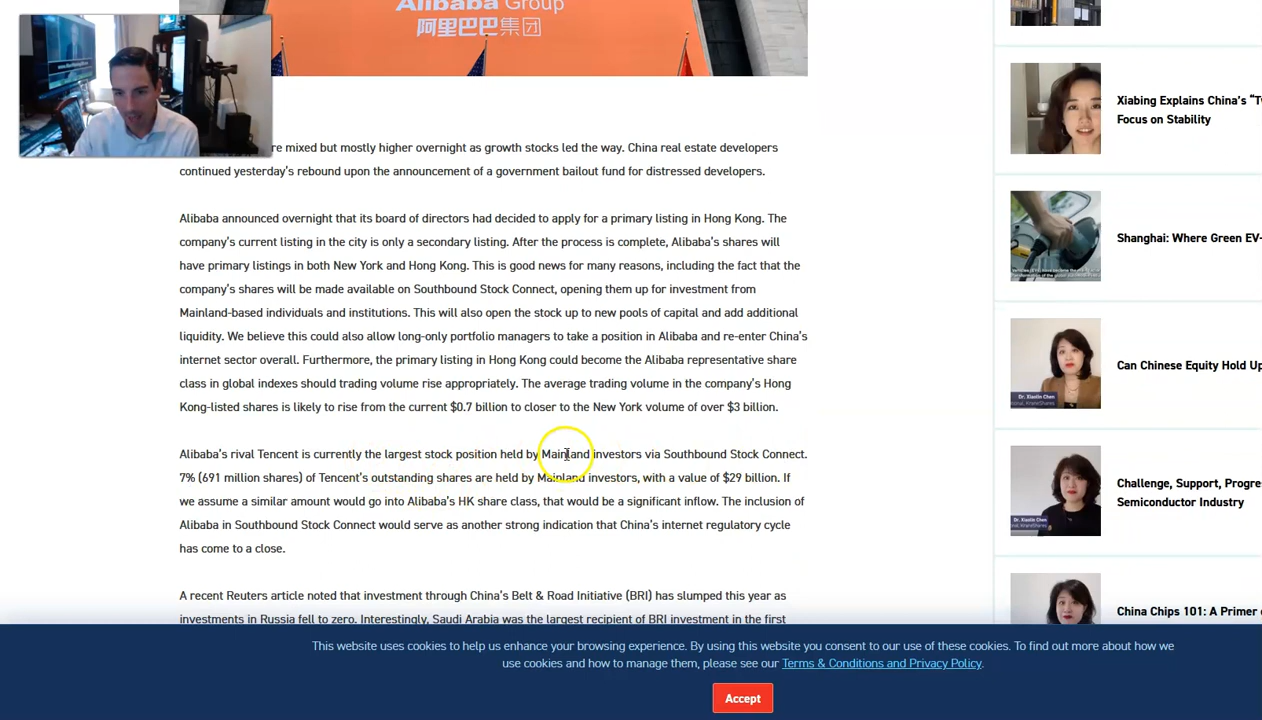 Alibaba Group
阿里巴巴集团
re mixed but mostly higher overnight as growth stocks led the way. China real estate developers
continued yesterday's rebound upon the announcement of a government bailout fund for distressed developers.
Alibaba announced overnight that its board of directors had decided to apply for a primary listing in Hong Kong. The
company's current listing in the city is only a secondary listing. After the process is complete, Alibaba's shares will
have primary listings in both New York and Hong Kong. This is good news for many reasons, including the fact that the
company's shares will be made available on Southbound Stock Connect, opening them up for investment from
Mainland-based individuals and institutions. This will also open the stock up to new pools of capital and add additional
liquidity. We believe this could also allow long-only portfolio managers to take a position in Alibaba and re-enter China's
internet sector overall. Furthermore, the primary listing in Hong Kong could become the Alibaba representative share
class in global indexes should trading volume rise appropriately. The average trading volume in the company's Hong
Kong-listed shares is likely to rise from the current $0.7 billion to closer to the New York volume of over $3 billion.
Alibaba's rival Tencent is currently the largest stock position held by Mainland investors via Southbound Stock Connect.
7% (691 million shares) of Tencent's outstanding shares are held by Mainland investors, with a value of $29 billion. If
we assume a similar amount would go into Alibaba's HK share class, that would be a significant inflow. The inclusion of
Alibaba in Southbound Stock Connect would serve as another strong indication that China's internet regulatory cycle
has come to a close.
A recent Reuters article noted that investment through China's Belt & Road Initiative (BRI) has slumped this year as
investments in Russia fell to zero. Interestingly, Saudi Arabia was the largest recipient of BRI investment in the first
Xiabing Explains China's "T
Focus on Stability
Shanghai: Where Green EV-
Can Chinese Equity Hold Up
Dr. Xiaolin Chen
Challenge, Support, Progre
Semiconductor Industry
Dr. Xiaolin Chen
China Chips 101: A Primer
This website uses cookies to help us enhance your browsing experience. By using this website you consent to our use of these cookies. To find out more about how we
use cookies and how to manage them, please see our Terms & Conditions and Privacy Policy.
Accept